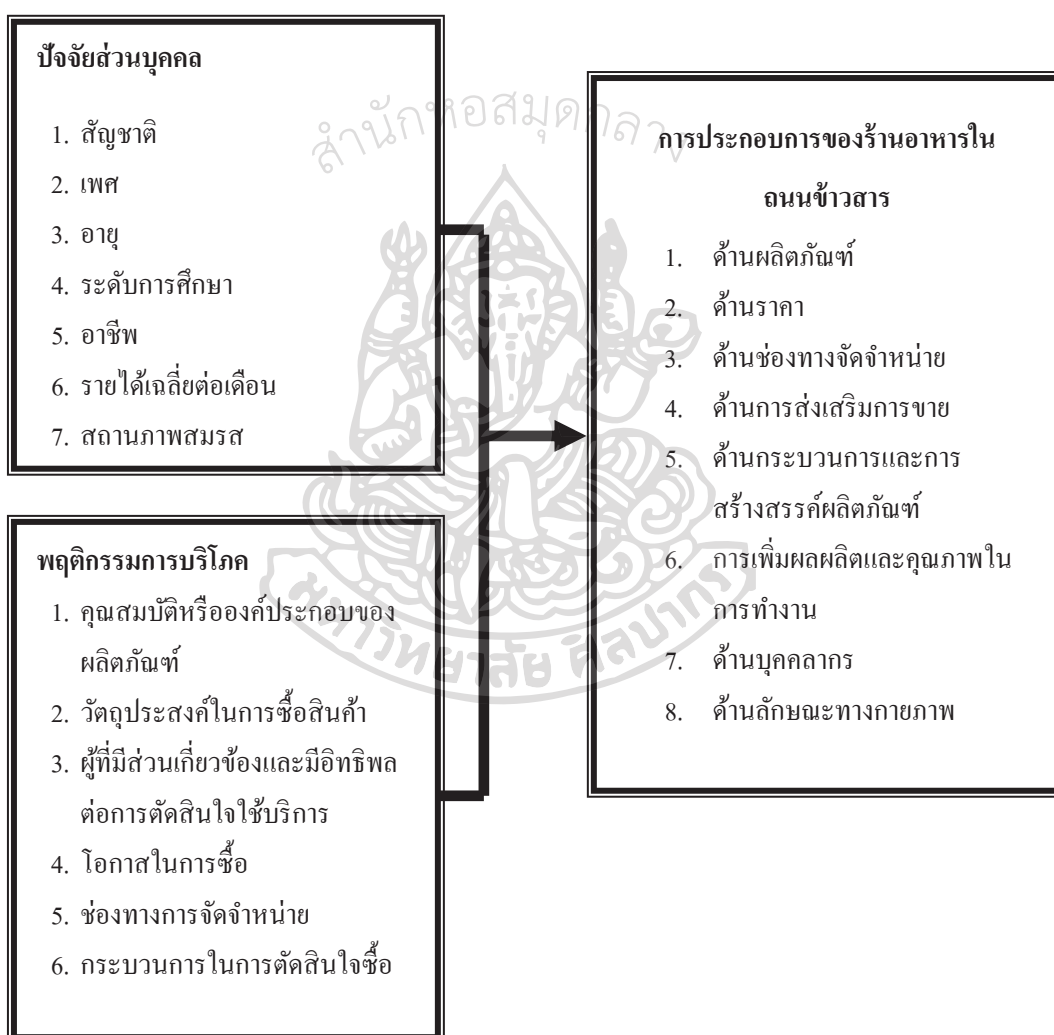 ปัจจัยส่วนบุคคล
1. สัญชาติ
2. เพศ
3. อายุ
4. ระดับการศึกษา
5. อาชีพ
6. รายได้เฉลี่ยต่อเดือน
7. สถานภาพสมรส
พฤติกรรมการบริโภค
1. คุณสมบัติหรือองค์ประกอบของ
ผลิตภัณฑ์
2. วัตถุประสงค์ในการซื้อสินค้า
3. ผู้ที่มีส่วนเกี่ยวข้องและมีอิทธิพล
ต่อการตัดสินใจใช้บริการ
4. โอกาสในการซื้อ
5. ช่องทางการจัดจำหน่าย
6. กระบวนการในการตัดสินใจซื้อ
การประกอบการของร้านอาหารใน
ถนนข้าวสาร
1. ด้านผลิตภัณฑ์
2. ด้านราคา
3. ด้านช่องทางจัดจำหน่าย
4. ด้านการส่งเสริมการขาย
5. ด้านกระบวนการและการ
สร้างสรรค์ผลิตภัณฑ์
6. การเพิ่มผลผลิตและคุณภาพใน
การทำงาน
7. ด้านบุคคลากร
8. ด้านลักษณะทางกายภาพ
สำนักหอสมุดกลาง
มหาวิทยาลัย ศิลปากร